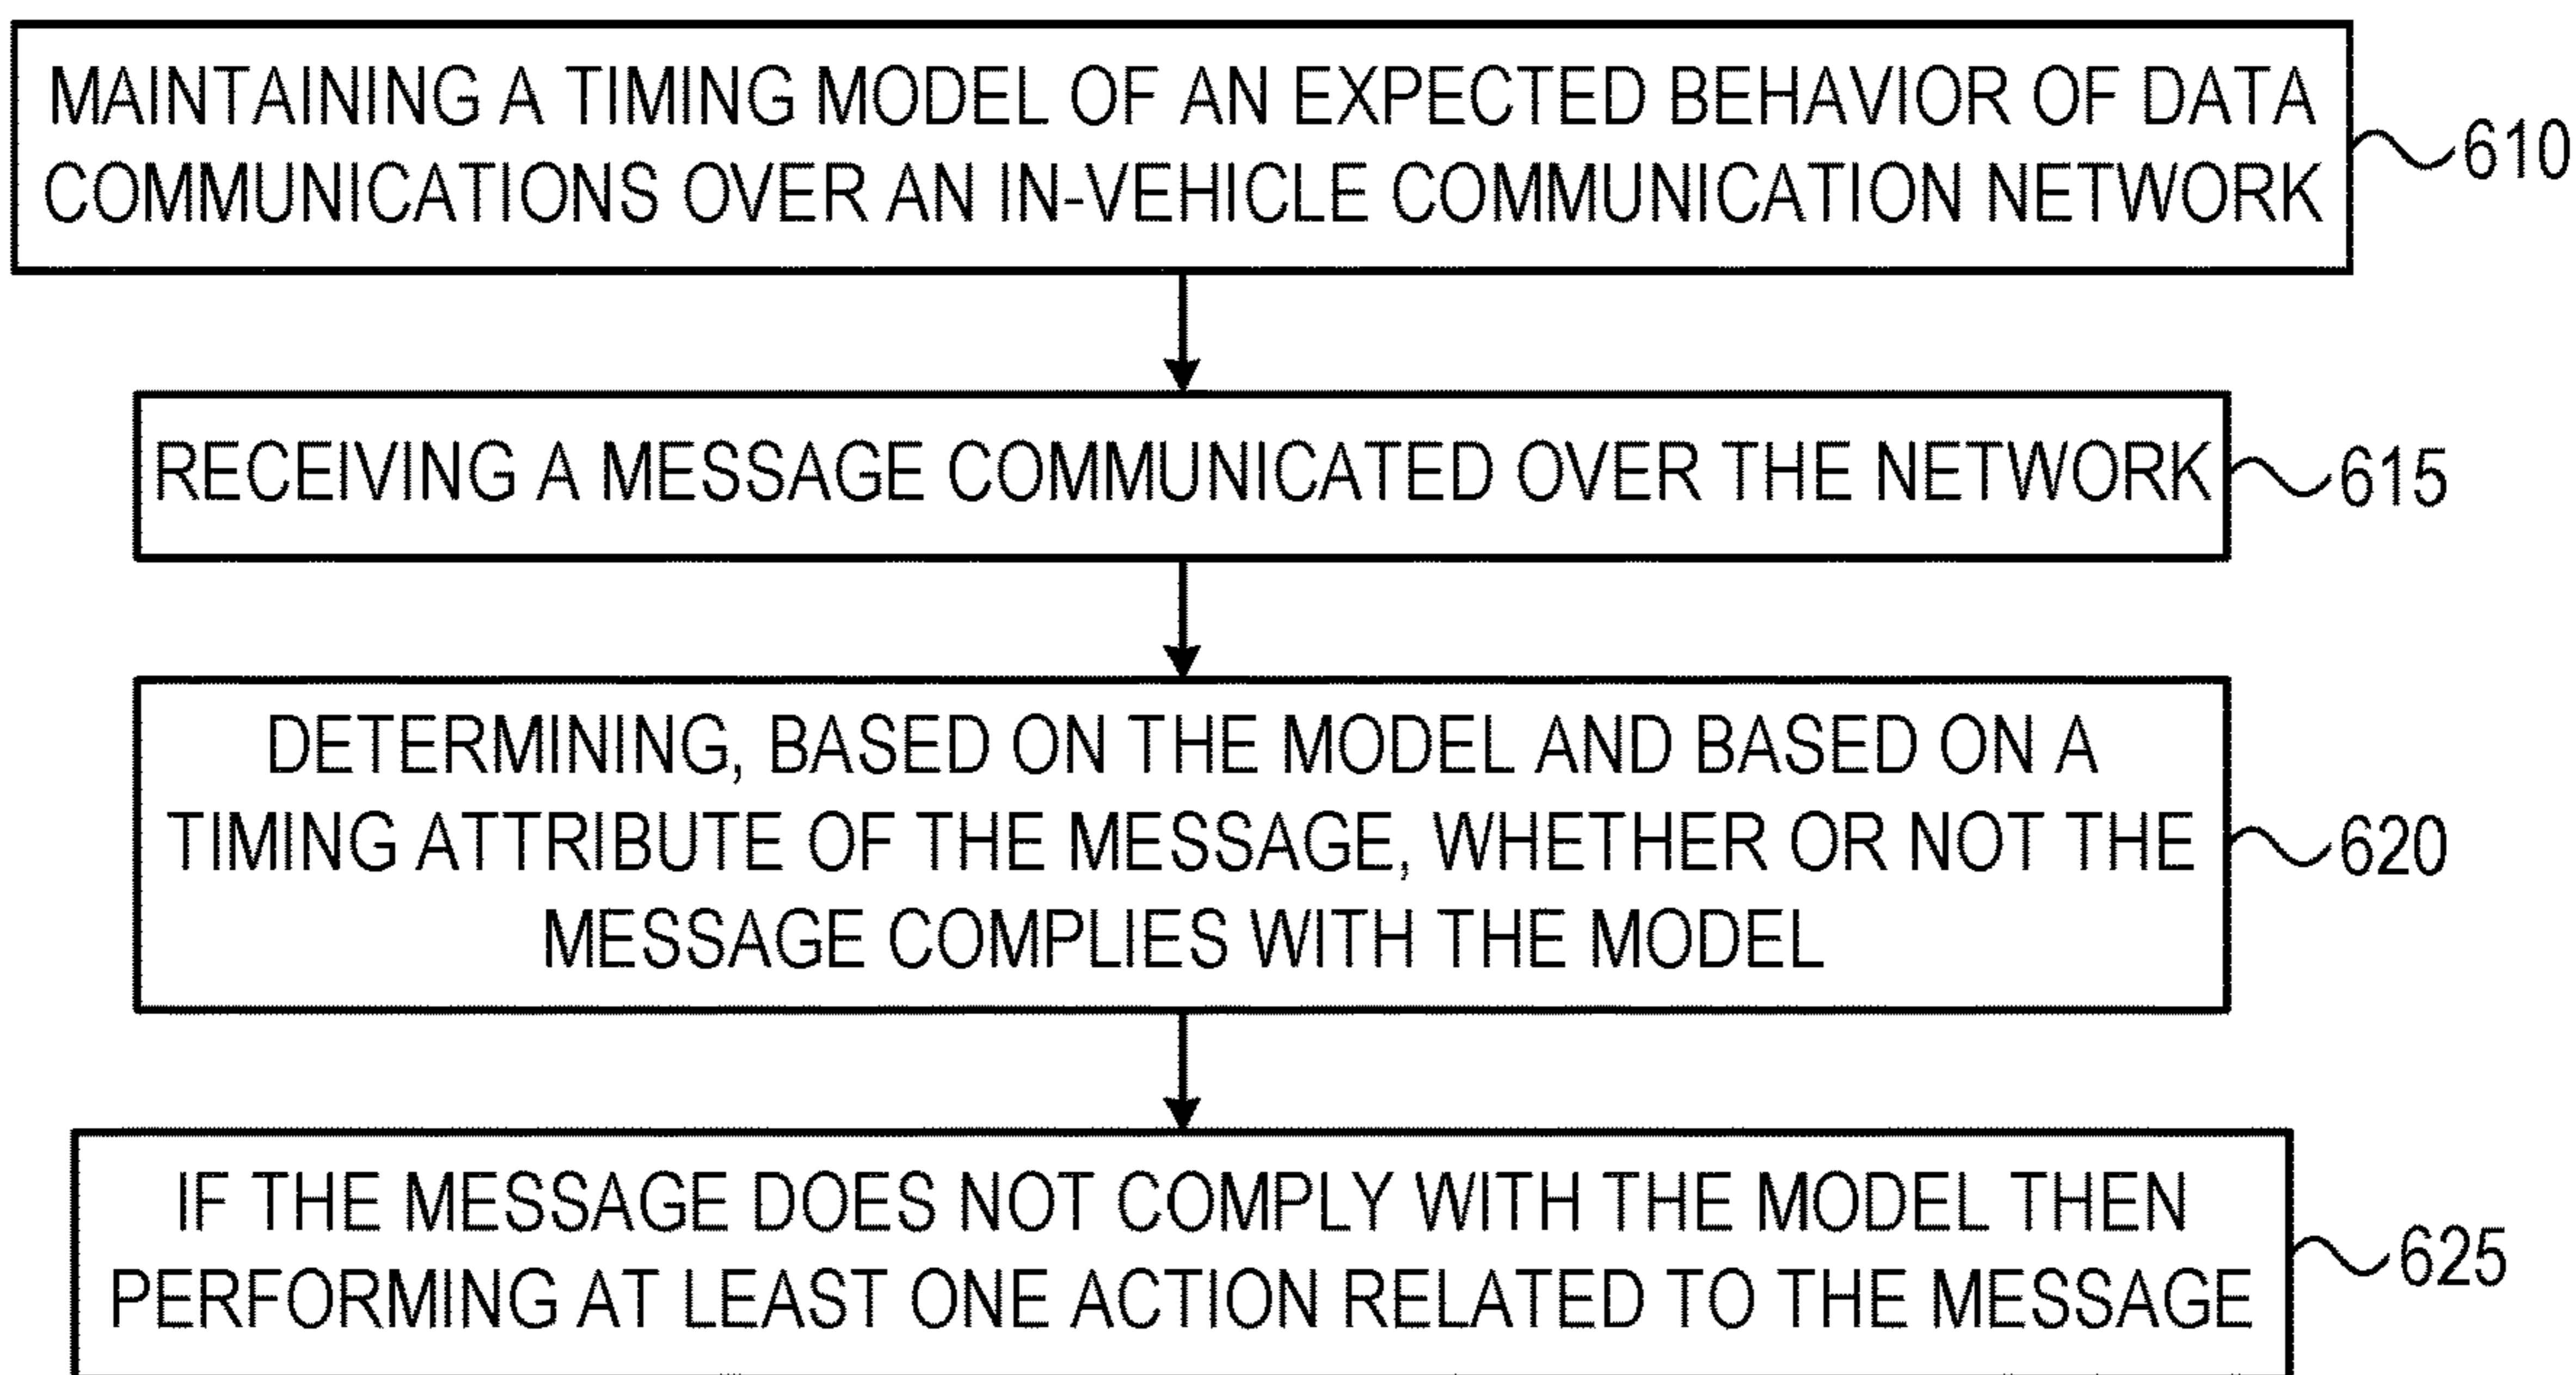 MAINTAINING A TIMING MODEL OF AN EXPECTED BEHAVIOR OF DATA
COMMUNICATIONS OVER AN IN-VEHICLE COMMUNICATION NETWORK
610
RECEIVING A MESSAGE COMMUNICATED OVER THE NETWORK
615
DETERMINING, BASED ON THE MODEL AND BASED ON A
TIMING ATTRIBUTE OF THE MESSAGE, WHETHER OR NOT THE
MESSAGE COMPLIES WITH THE MODEL
620
IF THE MESSAGE DOES NOT COMPLY WITH THE MODEL THEN
PERFORMING AT LEAST ONE ACTION RELATED TO THE MESSAGE
625